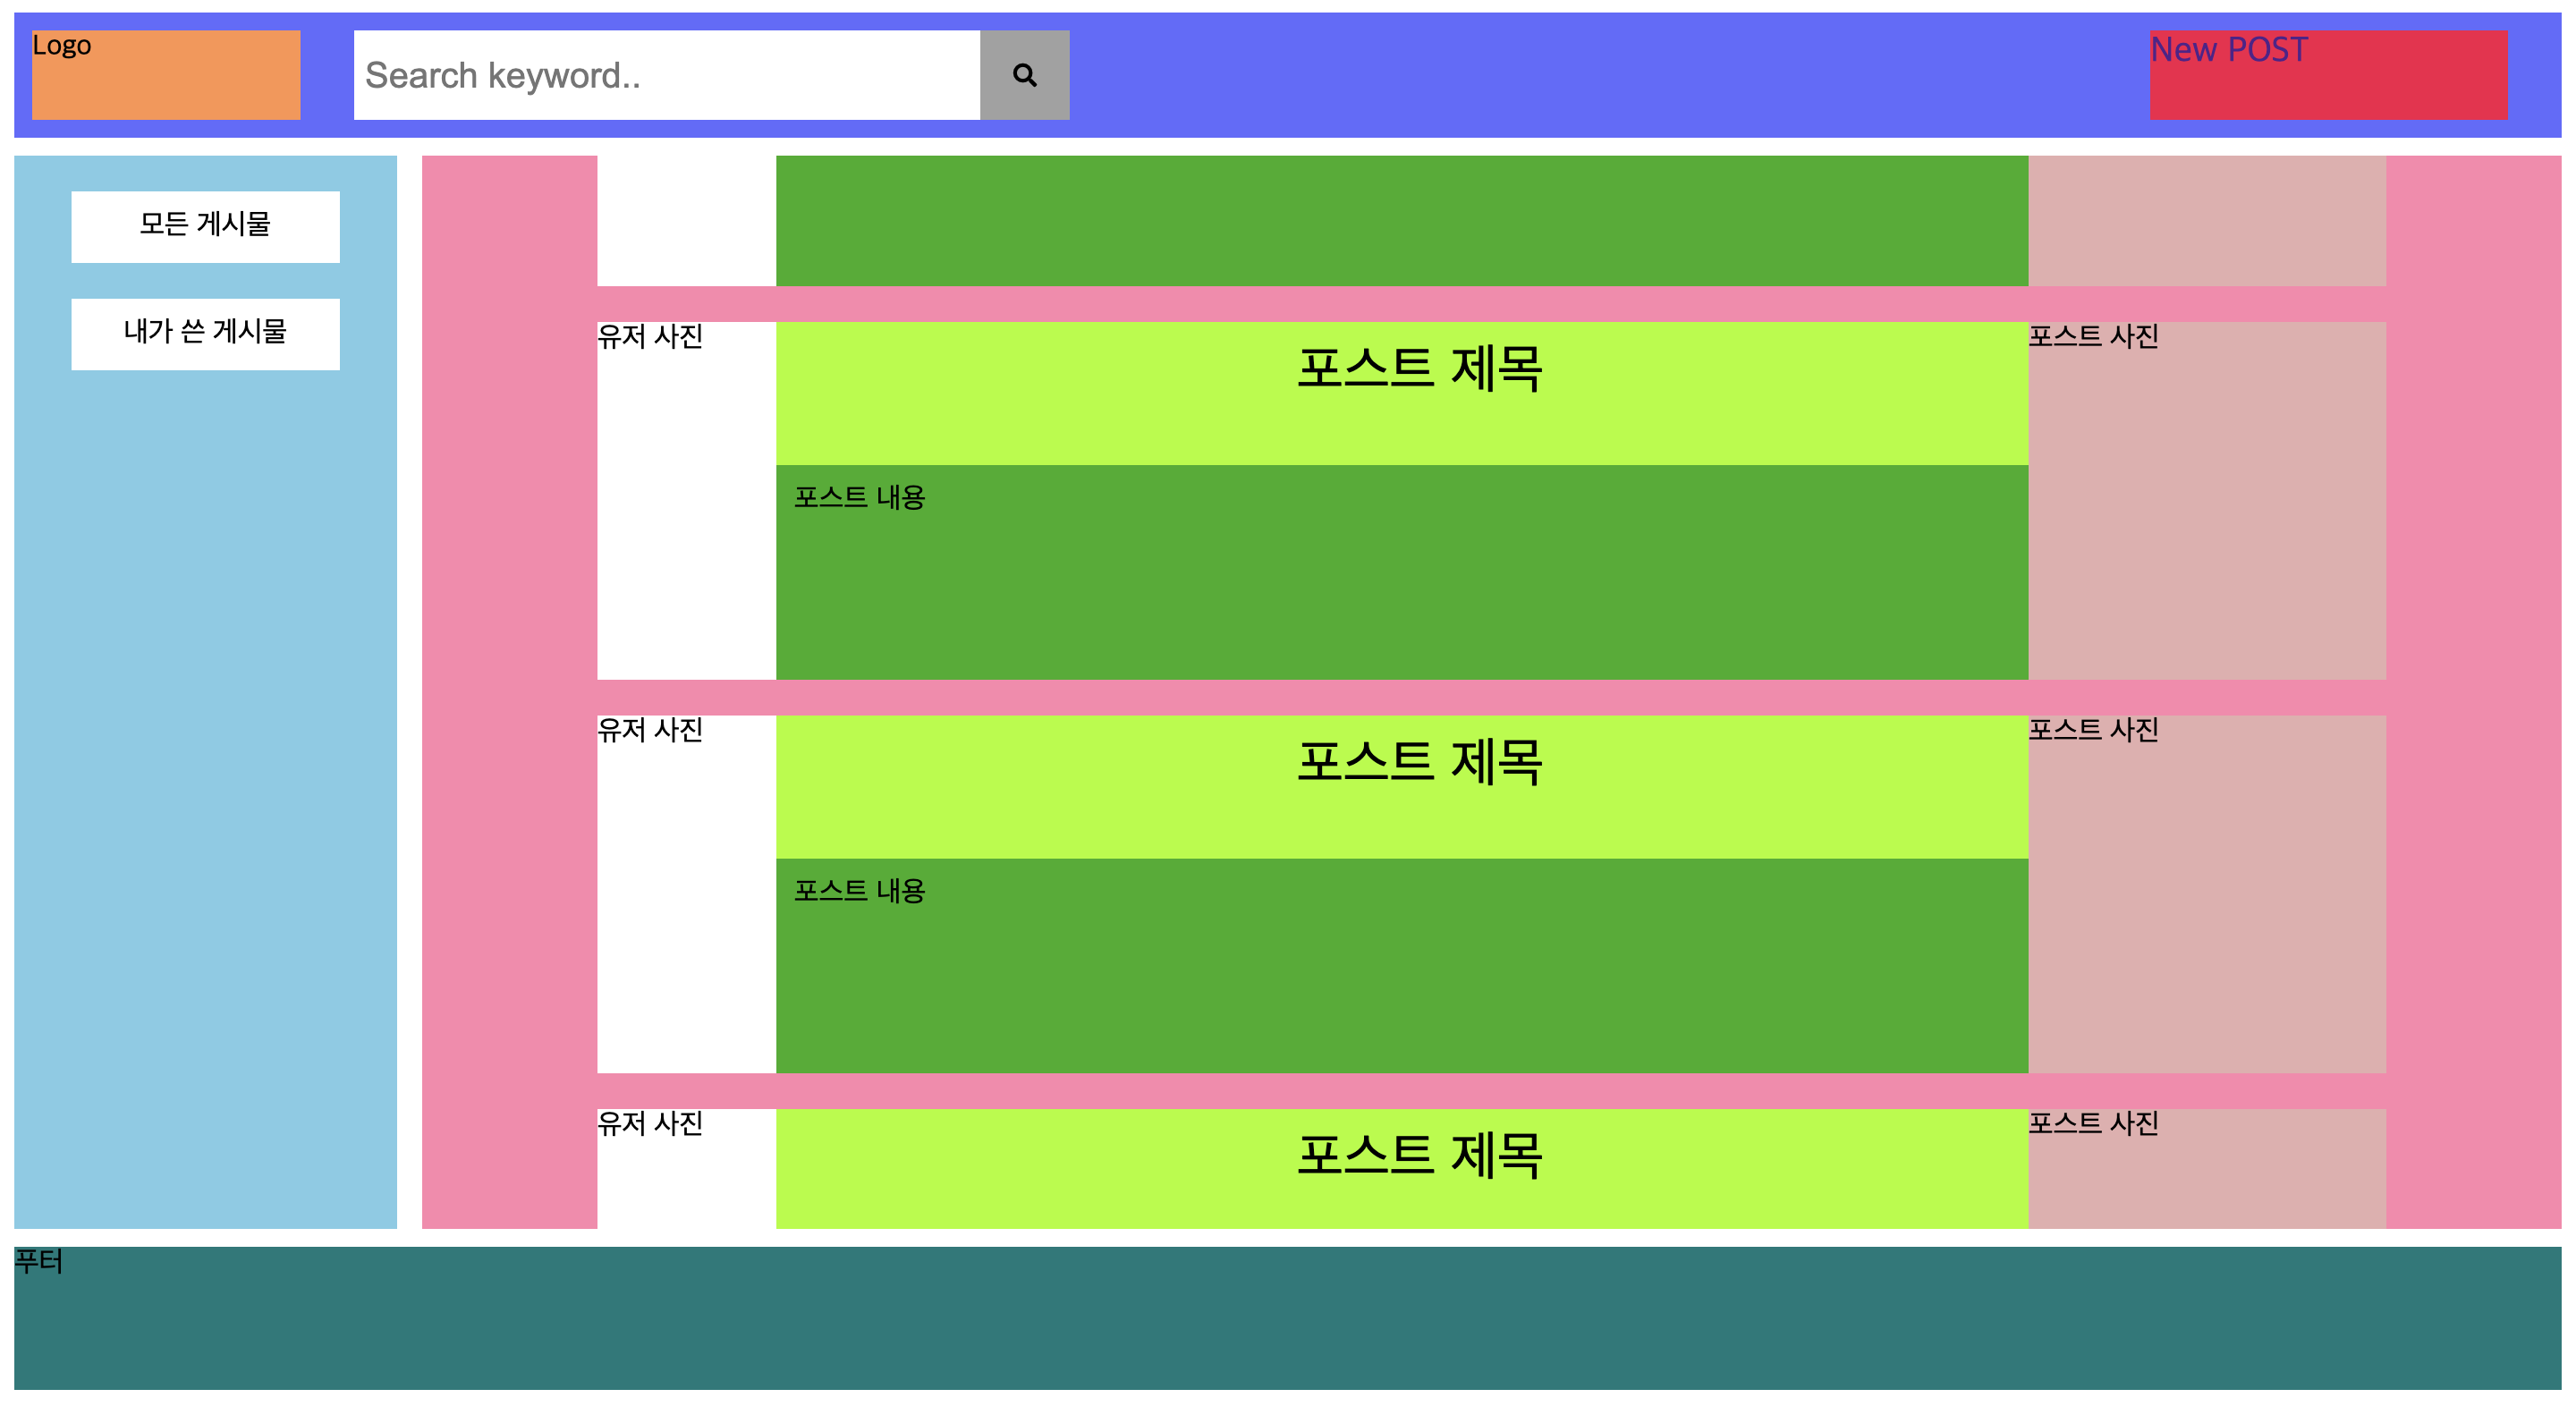 Logo
Search keyword..
New POST
모든 게시물
내가 쓴 게시물
유저 사진
포스트 제목
포스트 사진
포스트 내용
유저 사진
포스트 제목
포스트 사진
포스트 내용
유저 사진
포스트 제목
포스트 사진
푸터